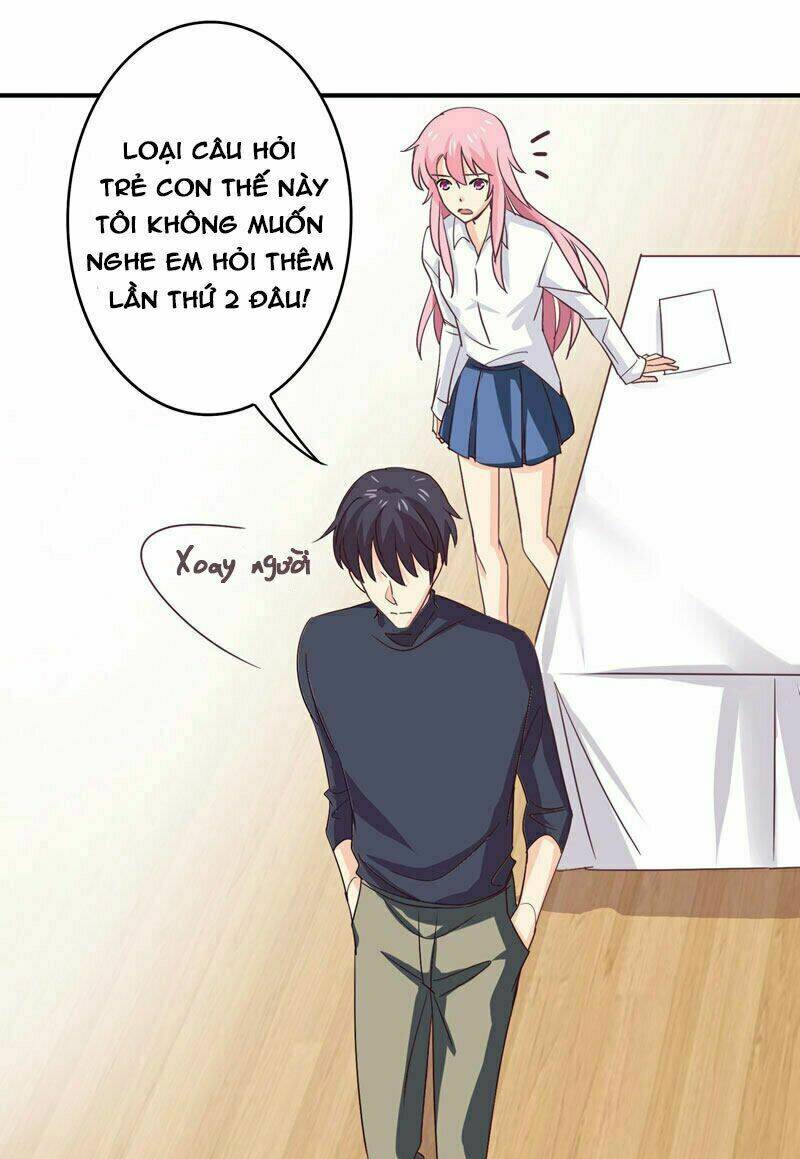 LOẠI CÂU HỎI
TRẺ CON THẾ NÀY
TÔI KHÔNG MUỐN
NGHE EM HỎI THÊM
LẦN THỨ 2 ĐÂU!
Xoay người